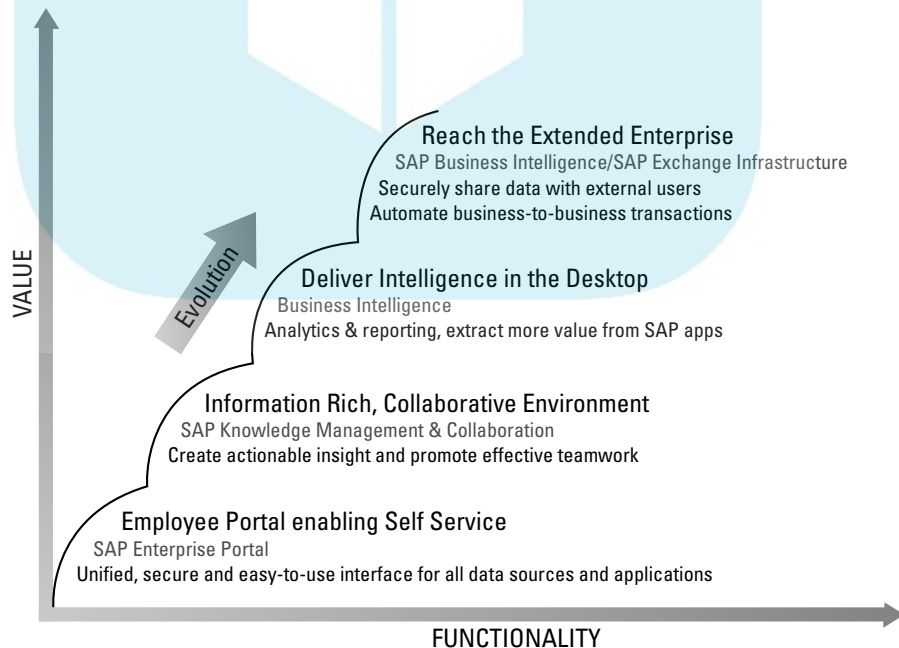 Reach the Extended Enterprise
SAP Business Intelligence/SAP Exchange Infrastructure
Securely share data with external users
Automate business-to-business transactions
Deliver Intelligence in the Desktop
Business Intelligence
Analytics & reporting, extract more value from SAP apps
Information Rich, Collaborative Environment
SAP Knowledge Management & Collaboration
Create actionable insight and promote effective teamwork
Employee Portal enabling Self Service
SAP Enterprise Portal
Unified, secure and easy-to-use interface for all data sources and applications
VALUE
Evolution
FUNCTIONALITY